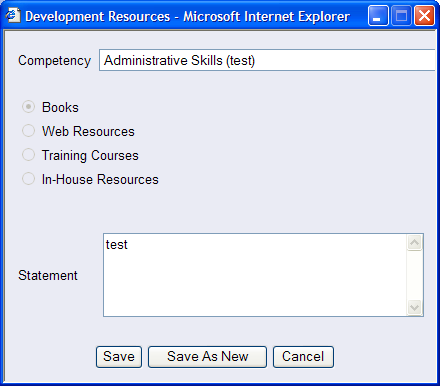 Development Resources - Microsoft Internet Explorer
Competency Administrative Skills (test)
Books
Web Resources
Training Courses
In-House Resources
test
Statement
Save Save As New Cancel